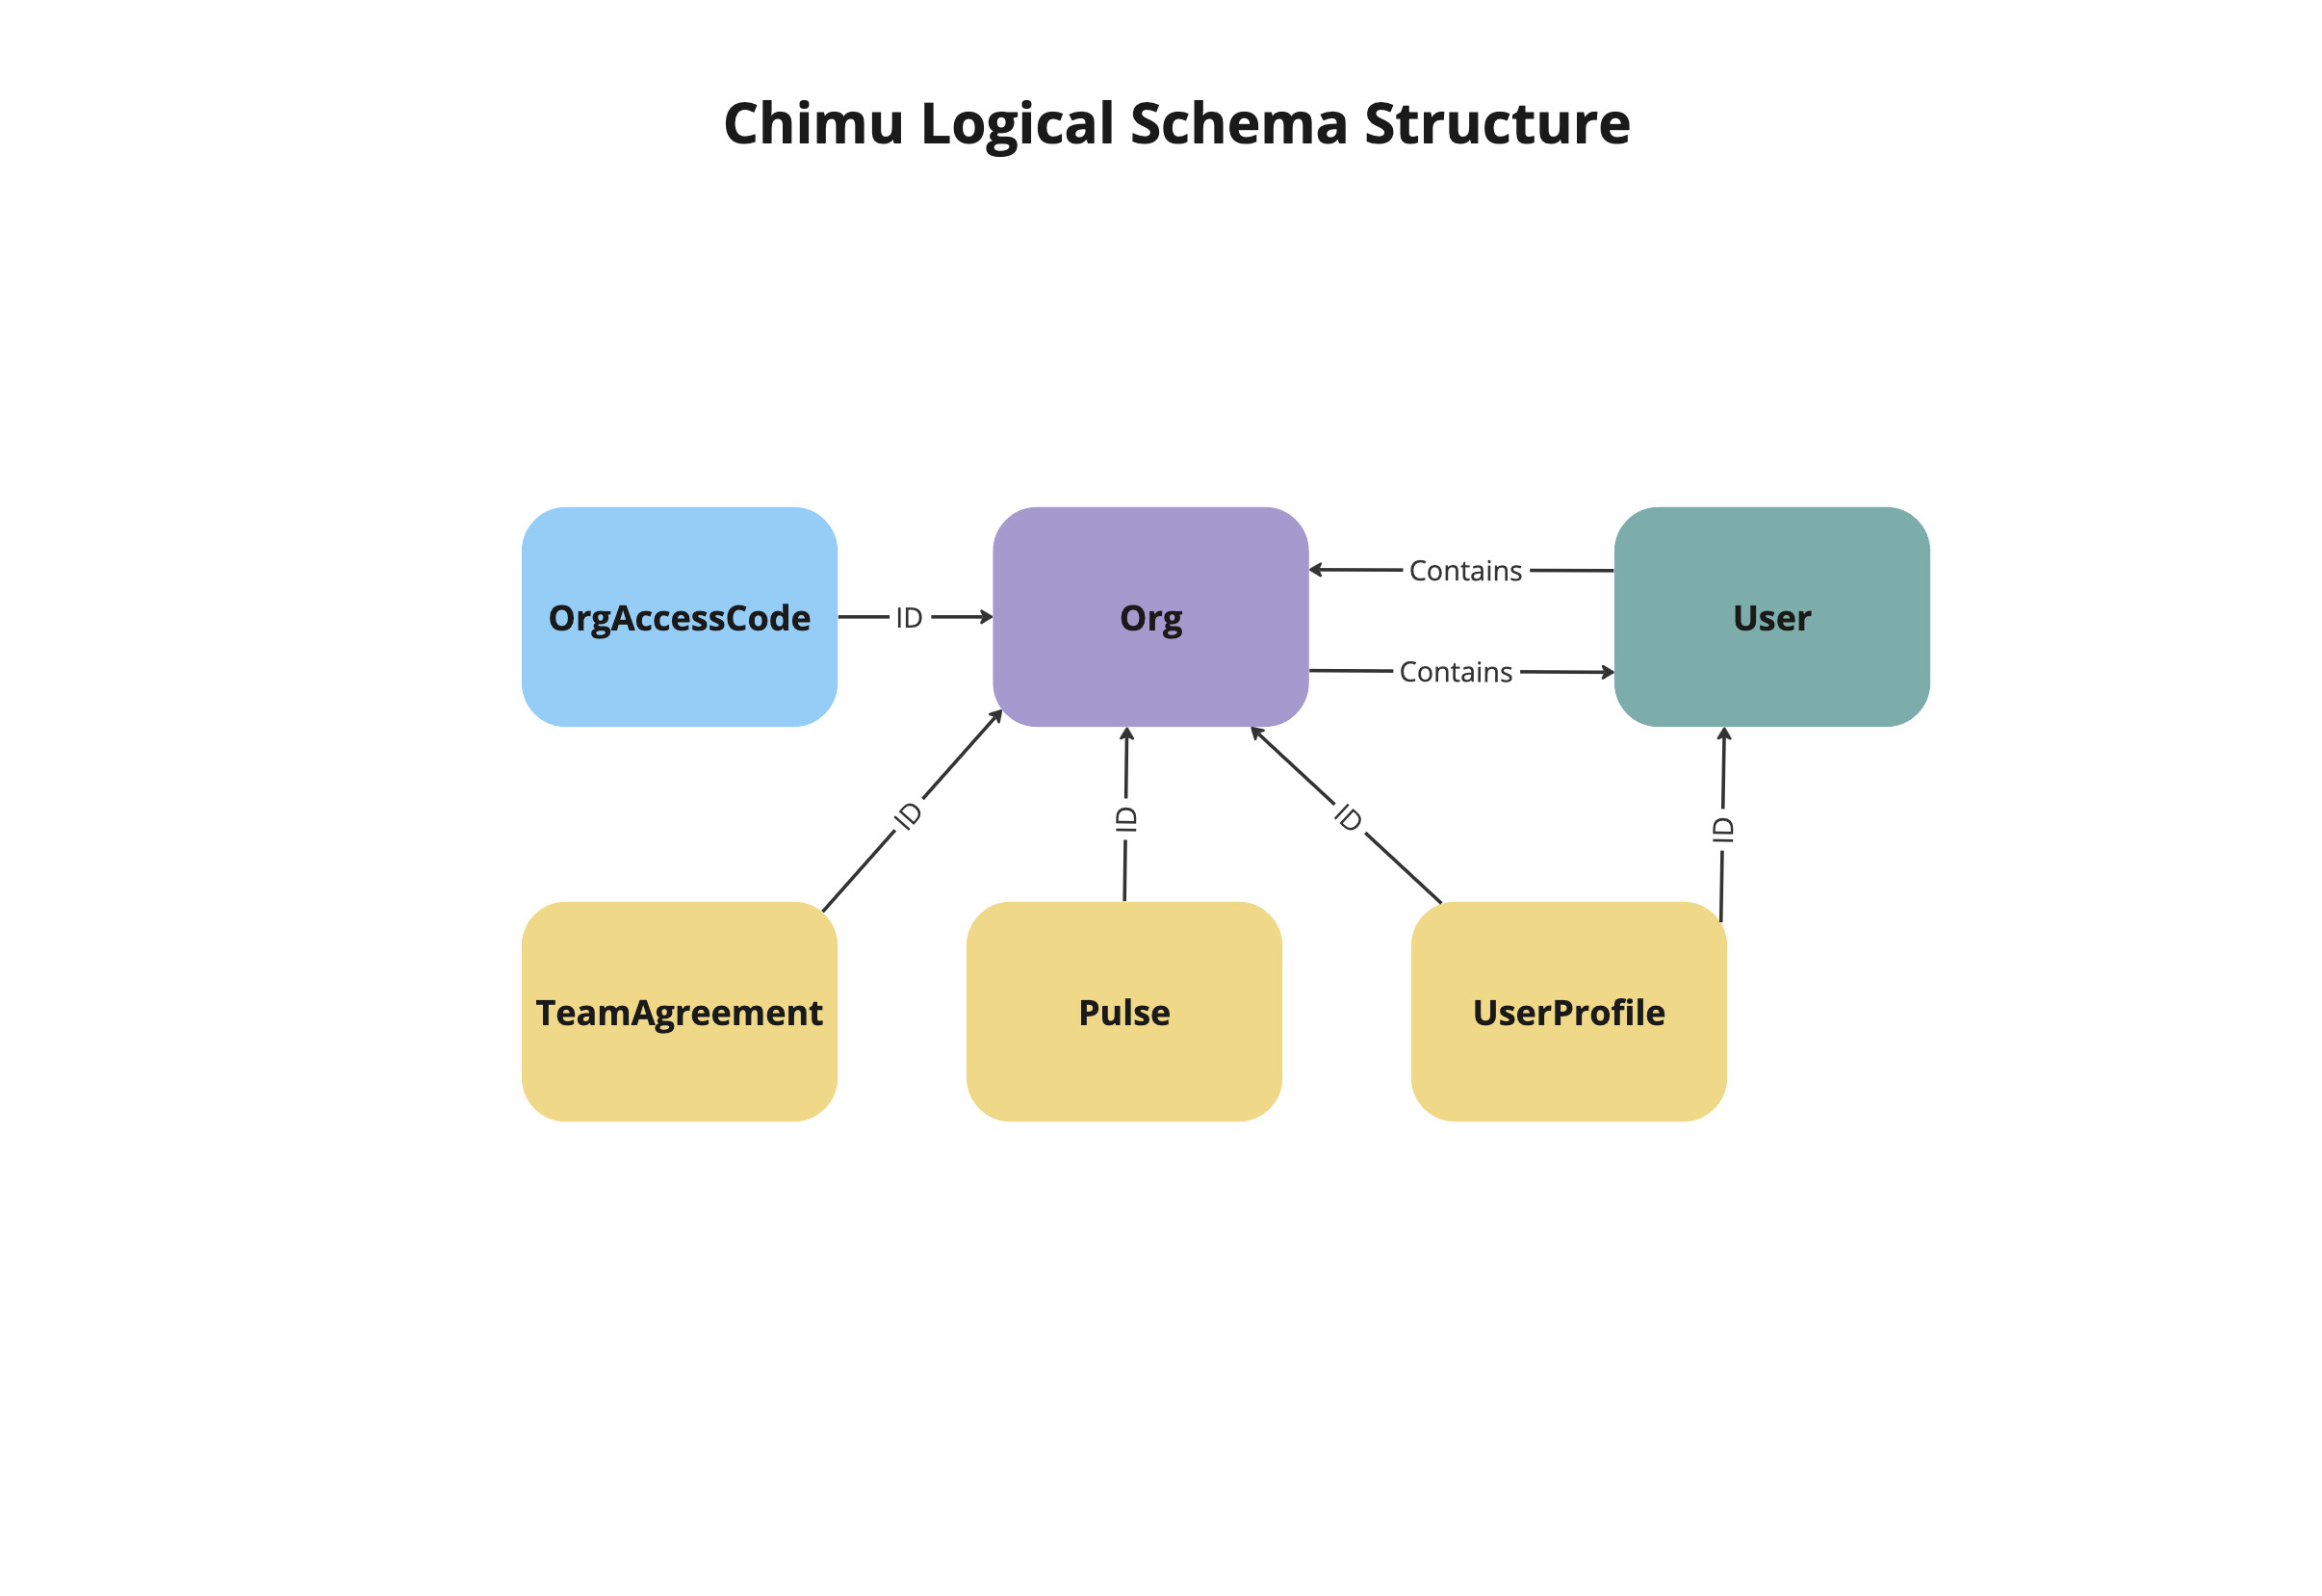 Chimu Logical Schema Structure
Contains
OrgAccessCode
ID
Org
User
Contains
ID
ID
ID
ID
TeamAgreement
Pulse
UserProfile